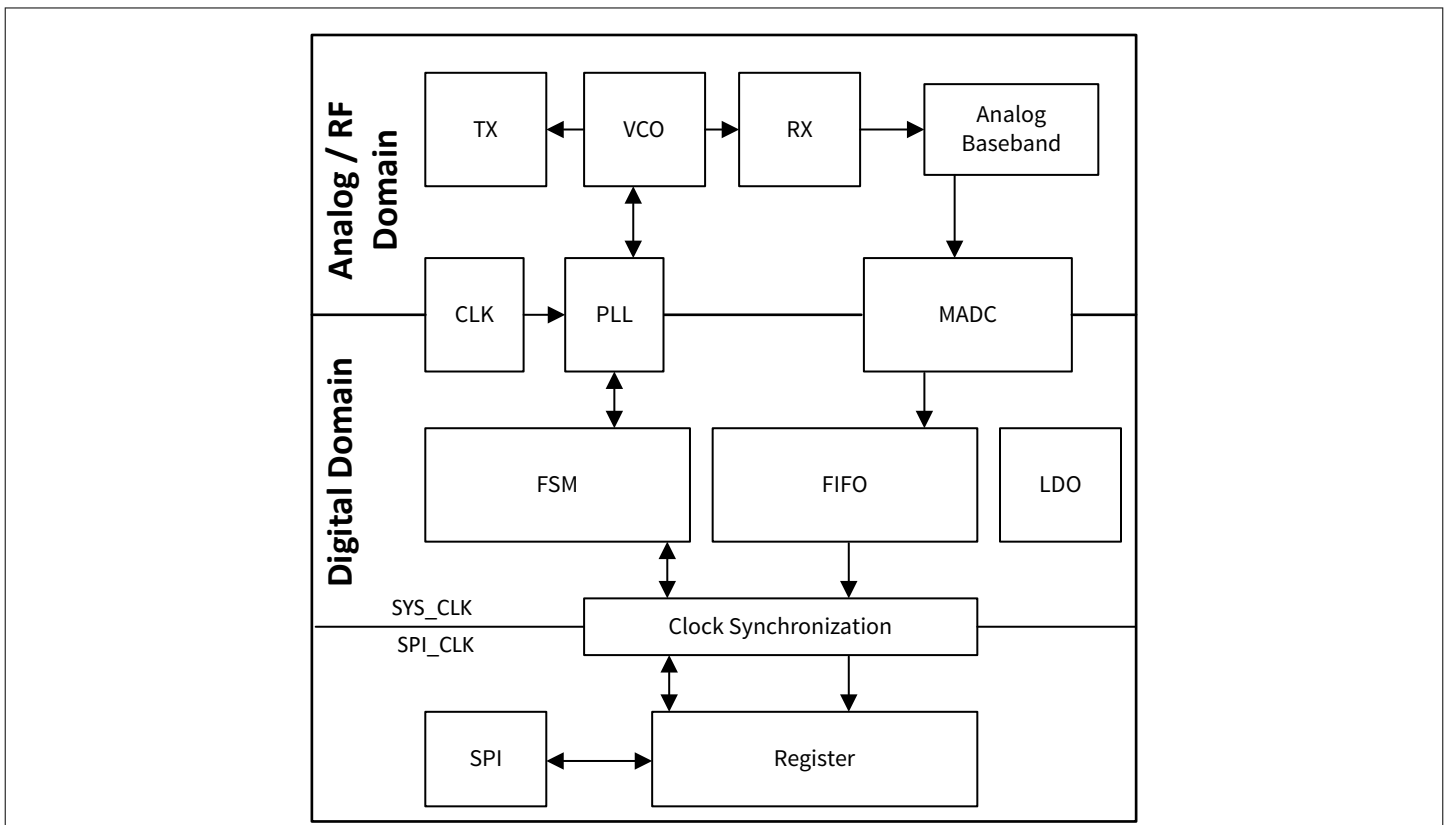 Analog / RF
Domain
TX
VCO
RX
Analog
Baseband
CLK
PLL
MADC
Digital Domain
FSM
FIFO
LDO
SYS_CLK
SPI_CLK
Clock Synchronization
SPI
Register